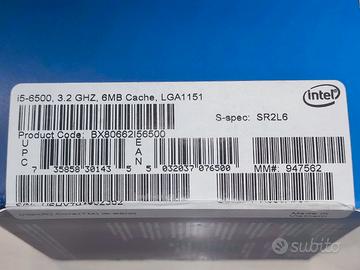 i5-6500, 3.2 GHZ, 6MB Cache, LGA1151
intel
S-spec: SR2L6
Product Code: BX80662I56500
UPC
EAN
7 35858 30143 5
5 032037 076500
MM#: 947562
subito